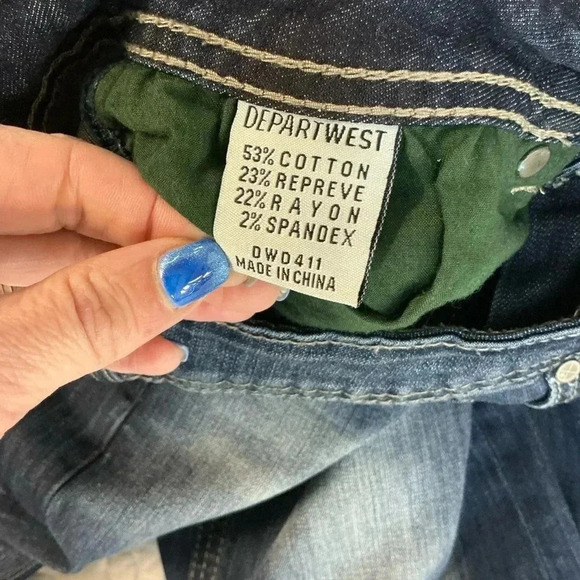 DEPARTWEST
53% COTTON
23% REPREVE
22% RAYON
2% SPANDEX
DWD411
MADE IN CHINA